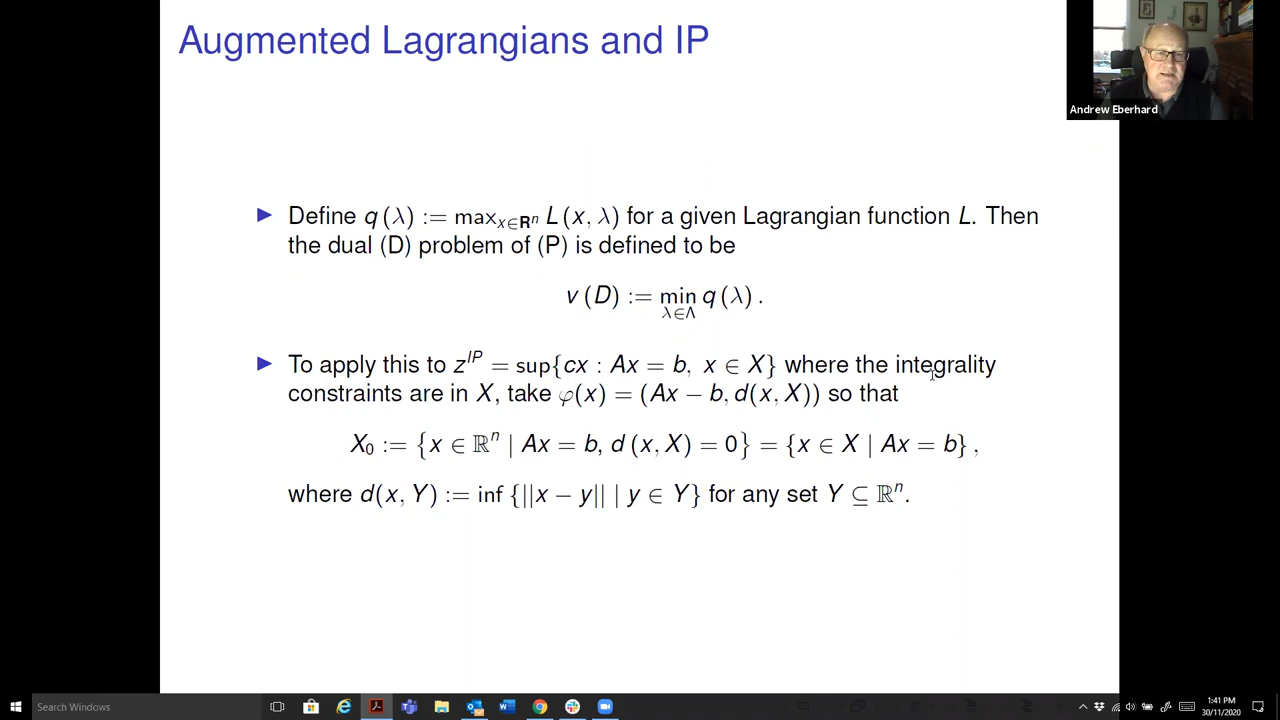 Augmented Lagrangians and IP
Andrew Eberhard
Define q (λ) := max_{x∈R^n} L (x, λ) for a given Lagrangian function L. Then
the dual (D) problem of (P) is defined to be
v (D) := min_{λ∈Λ} q (λ) .
To apply this to z^{IP} = sup{cx : Ax = b, x ∈ X} where the integrality
constraints are in X, take φ(x) = (Ax − b, d(x, X)) so that
X_0 := {x ∈ ℝ^n | Ax = b, d (x, X) = 0} = {x ∈ X | Ax = b} ,
where d(x, Y) := inf {||x − y|| | y ∈ Y} for any set Y ⊆ ℝ^n.
Search Windows
1:41 PM
30/11/2020